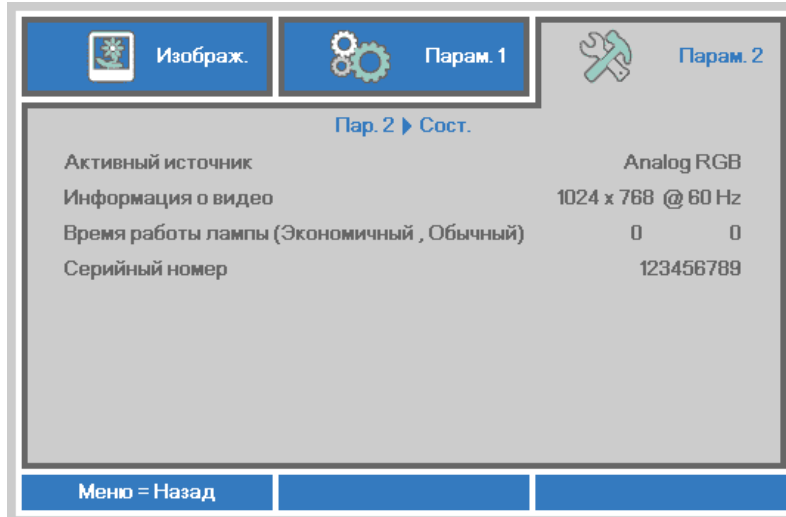 Изображ. Парам. 1 Парам. 2
Пар. 2 Сост.
Активный источник Analog RGB
Информация о видео 1024 x 768 @ 60 Hz
Время работы лампы (Экономичный , Обычный) 0 0
Серийный номер 123456789
Меню = Назад